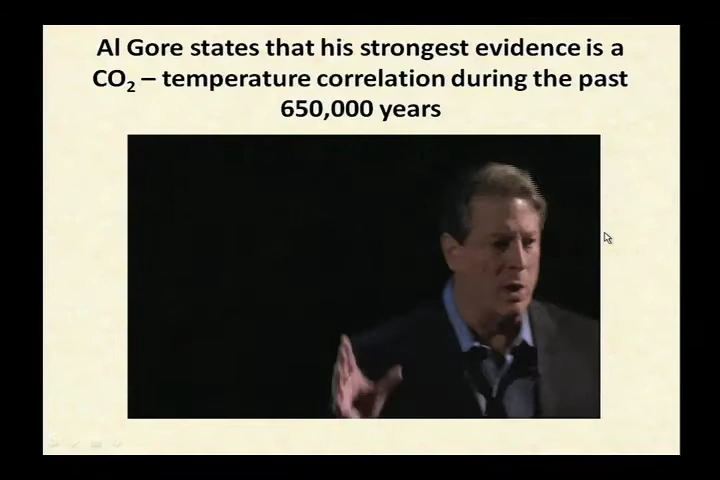 Al Gore states that his strongest evidence is a
CO₂ – temperature correlation during the past
650,000 years